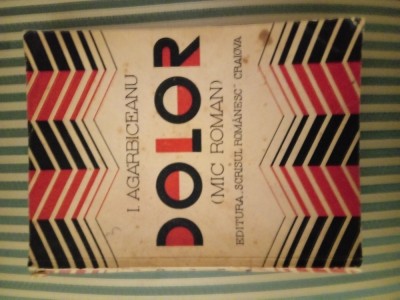 I. AGARBICEANU
DOLOR
(MIC ROMAN)
EDITURA „SCRISUL ROMÂNESC” CRAIOVA